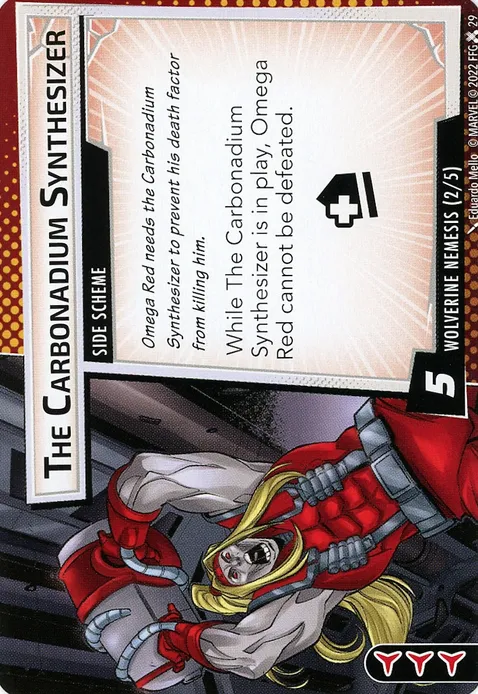 THE CARBONADIUM SYNTHESIZER
SIDE SCHEME
Omega Red needs the Carbonadium
Synthesizer to prevent his death factor
from killing him.
While The Carbonadium
Synthesizer is in play, Omega
Red cannot be defeated.
5
WOLVERINE NEMESIS (2/5)
Eduardo Mello © MARVEL © 2022 FFG 29